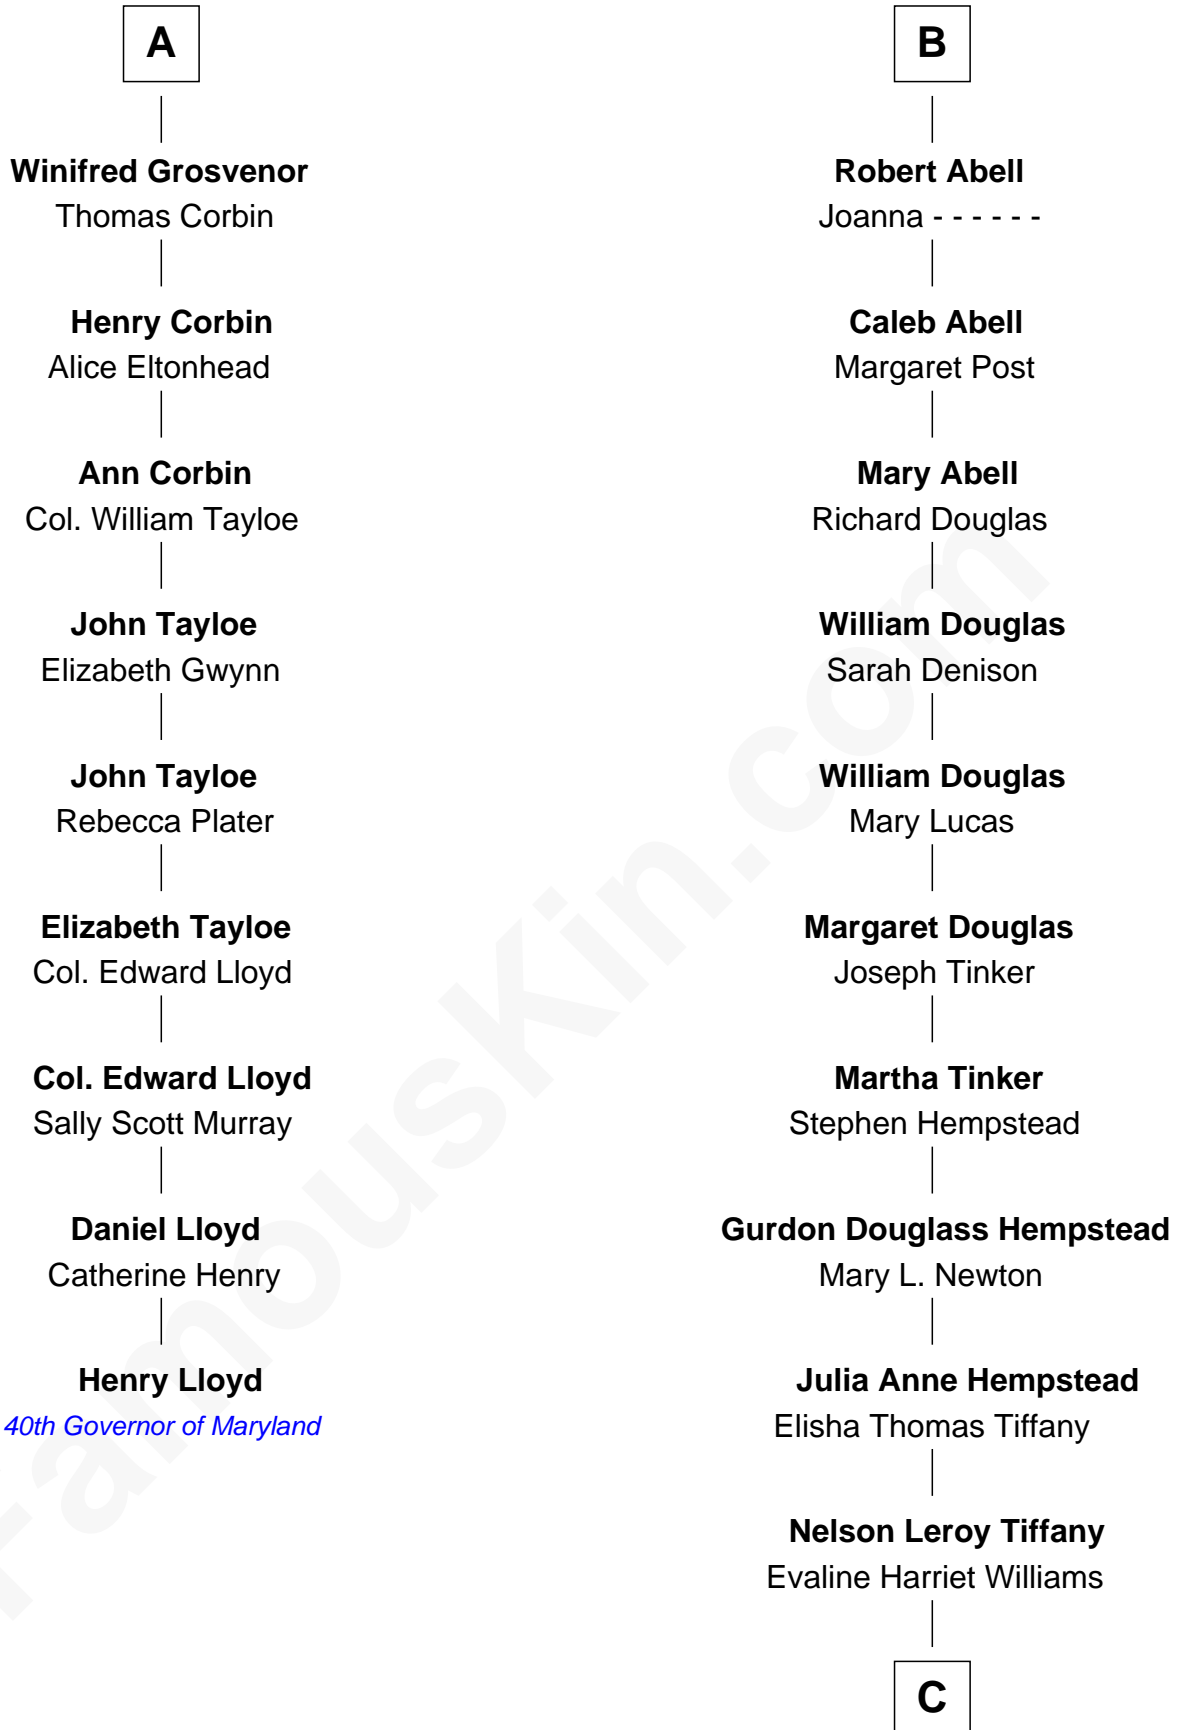 A
Winifred Grosvenor
Thomas Corbin
Henry Corbin
Alice Eltonhead
Ann Corbin
Col. William Tayloe
John Tayloe
Elizabeth Gwynn
John Tayloe
Rebecca Plater
Elizabeth Tayloe
Col. Edward Lloyd
Col. Edward Lloyd
Sally Scott Murray
Daniel Lloyd
Catherine Henry
Henry Lloyd
40th Governor of Maryland
B
Robert Abell
Joanna - - - - - -
Caleb Abell
Margaret Post
Mary Abell
Richard Douglas
William Douglas
Sarah Denison
William Douglas
Mary Lucas
Margaret Douglas
Joseph Tinker
Martha Tinker
Stephen Hempstead
Gurdon Douglass Hempstead
Mary L. Newton
Julia Anne Hempstead
Elisha Thomas Tiffany
Nelson Leroy Tiffany
Evaline Harriet Williams
C
FamousKin.com